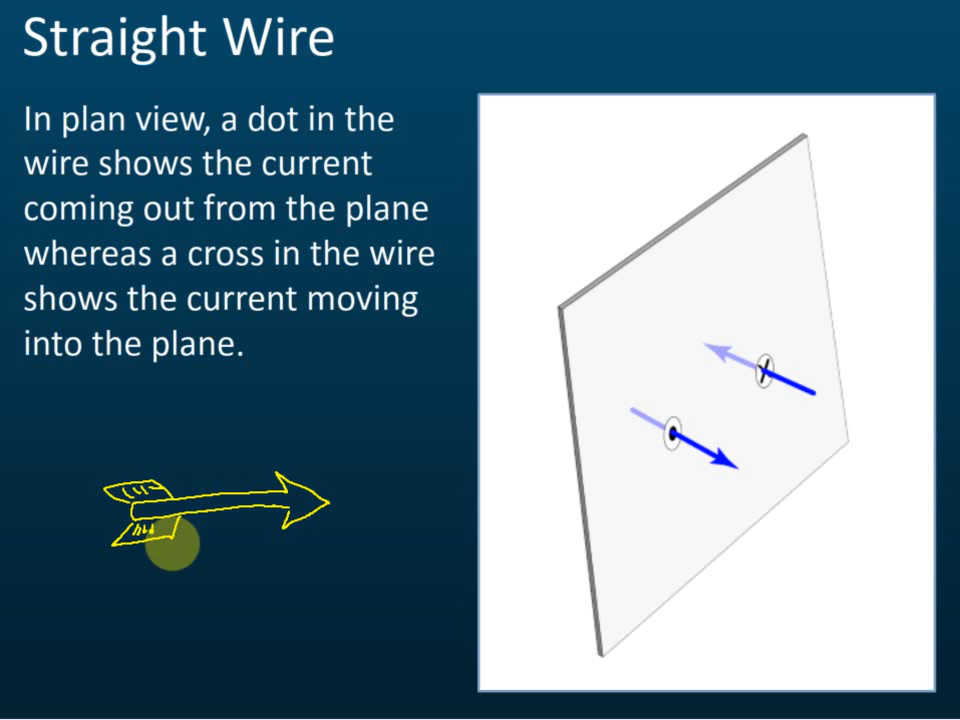 Straight Wire
In plan view, a dot in the
wire shows the current
coming out from the plane
whereas a cross in the wire
shows the current moving
into the plane.